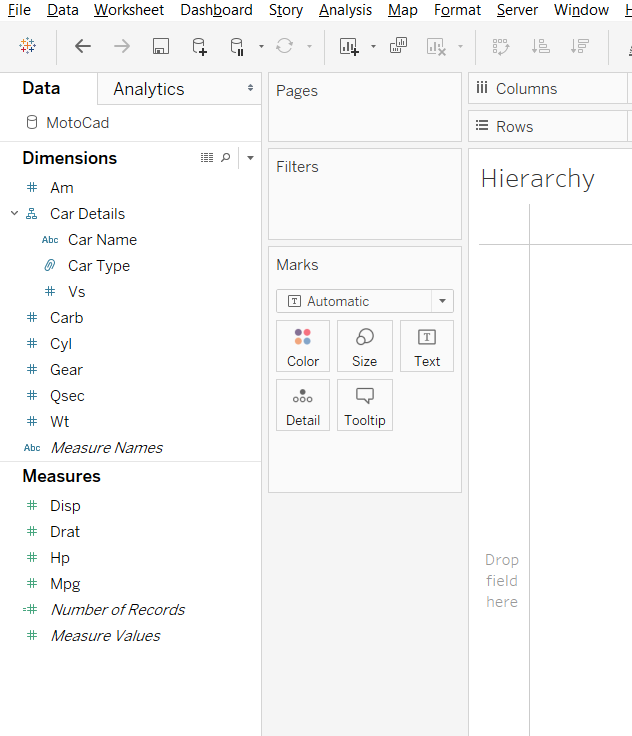 File Data Worksheet Dashboard Story Analysis Map Format Server Window H
Data
Analytics
MotoCad
Dimensions
# Am
Car Details
Abc Car Name
Car Type
# Vs
# Carb
# Cyl
# Gear
# Qsec
# Wt
Abc Measure Names
Measures
# Disp
# Drat
# Hp
# Mpg
=# Number of Records
# Measure Values
Pages
Filters
Marks
T Automatic
Color
Size
T Text
Detail
Tooltip
Columns
Rows
Hierarchy
Drop
field
here